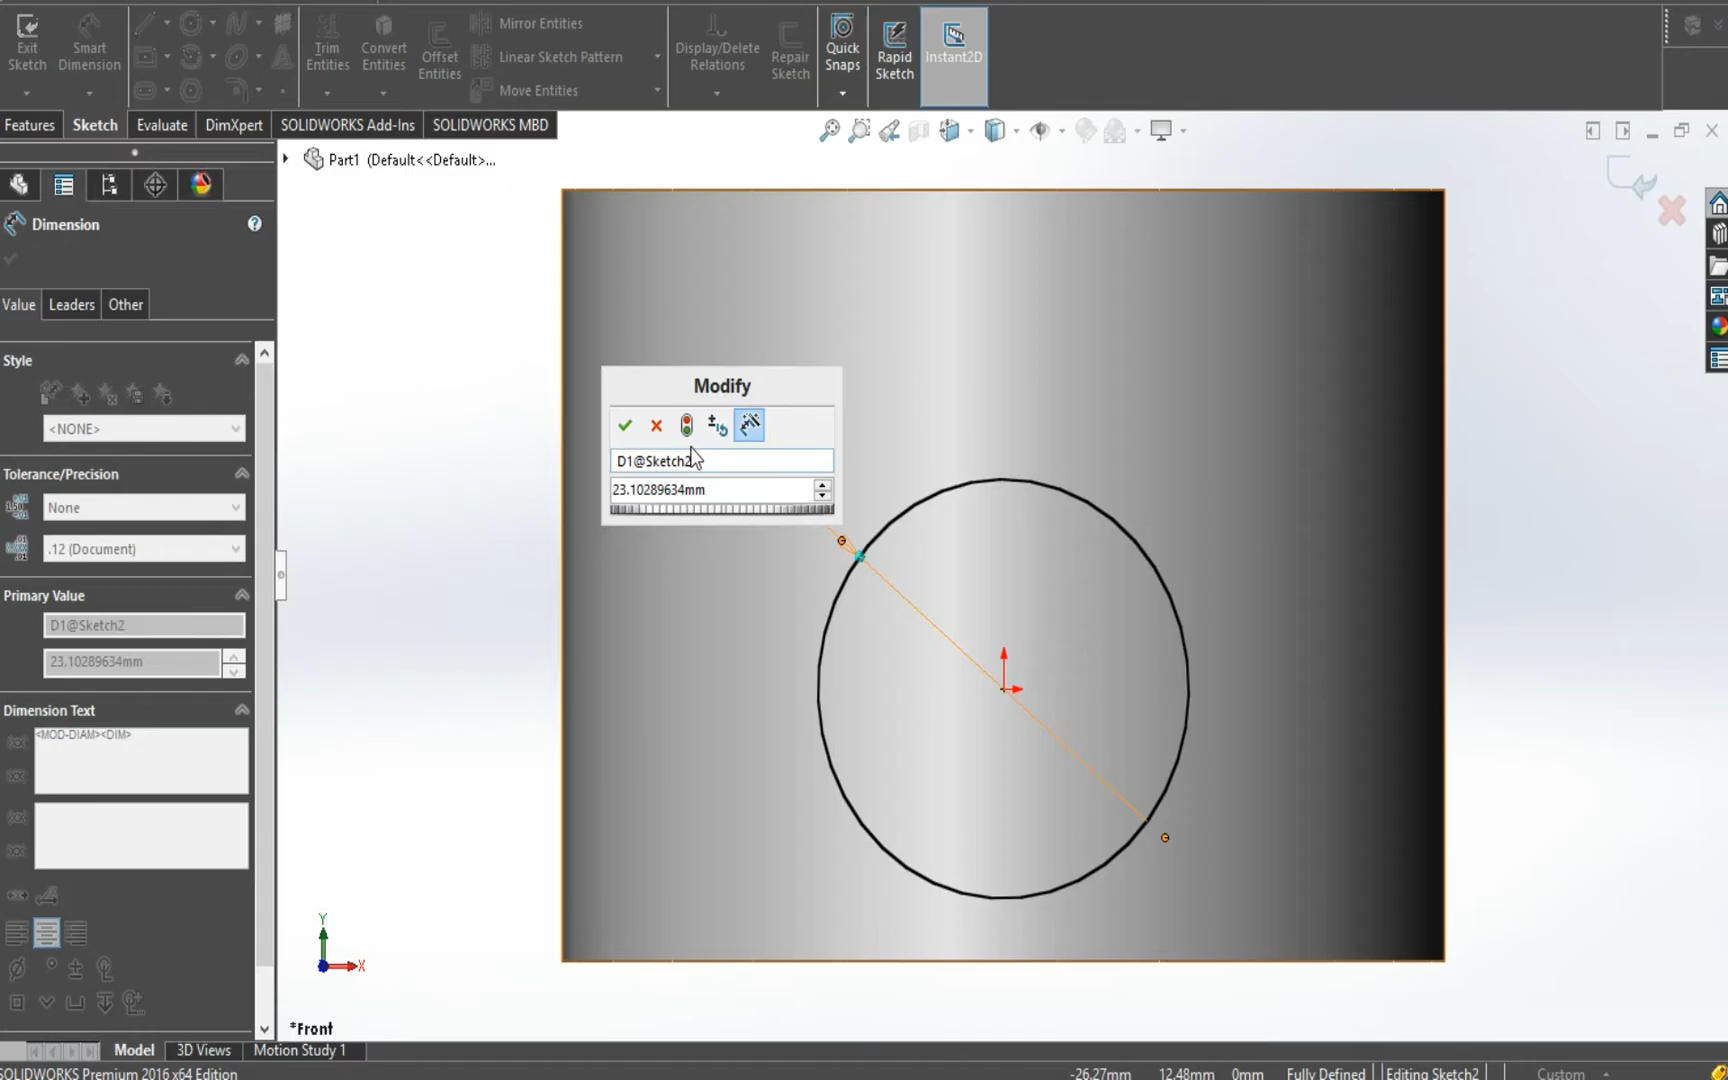 Exit
Sketch
Smart
Dimension
Trim
Entities
Convert
Entities
Offset
Entities
Mirror Entities
Linear Sketch Pattern
Move Entities
Display/Delete
Relations
Repair
Sketch
Quick
Snaps
Rapid
Sketch
Instant2D
Features
Sketch
Evaluate
DimXpert
SOLIDWORKS Add-Ins
SOLIDWORKS MBD
Part1 (Default<<Default>...
Dimension
Value
Leaders
Other
Style
<NONE>
Tolerance/Precision
None
.12 (Document)
Primary Value
D1@Sketch2
23.10289634mm
Dimension Text
<MOD-DIAM><DIM>
Modify
D1@Sketch2
23.10289634mm
Y
X
*Front
Model
3D Views
Motion Study 1
SOLIDWORKS Premium 2016 x64 Edition
-26.27mm
12.48mm
0mm
Fully Defined
Editing Sketch2
Custom